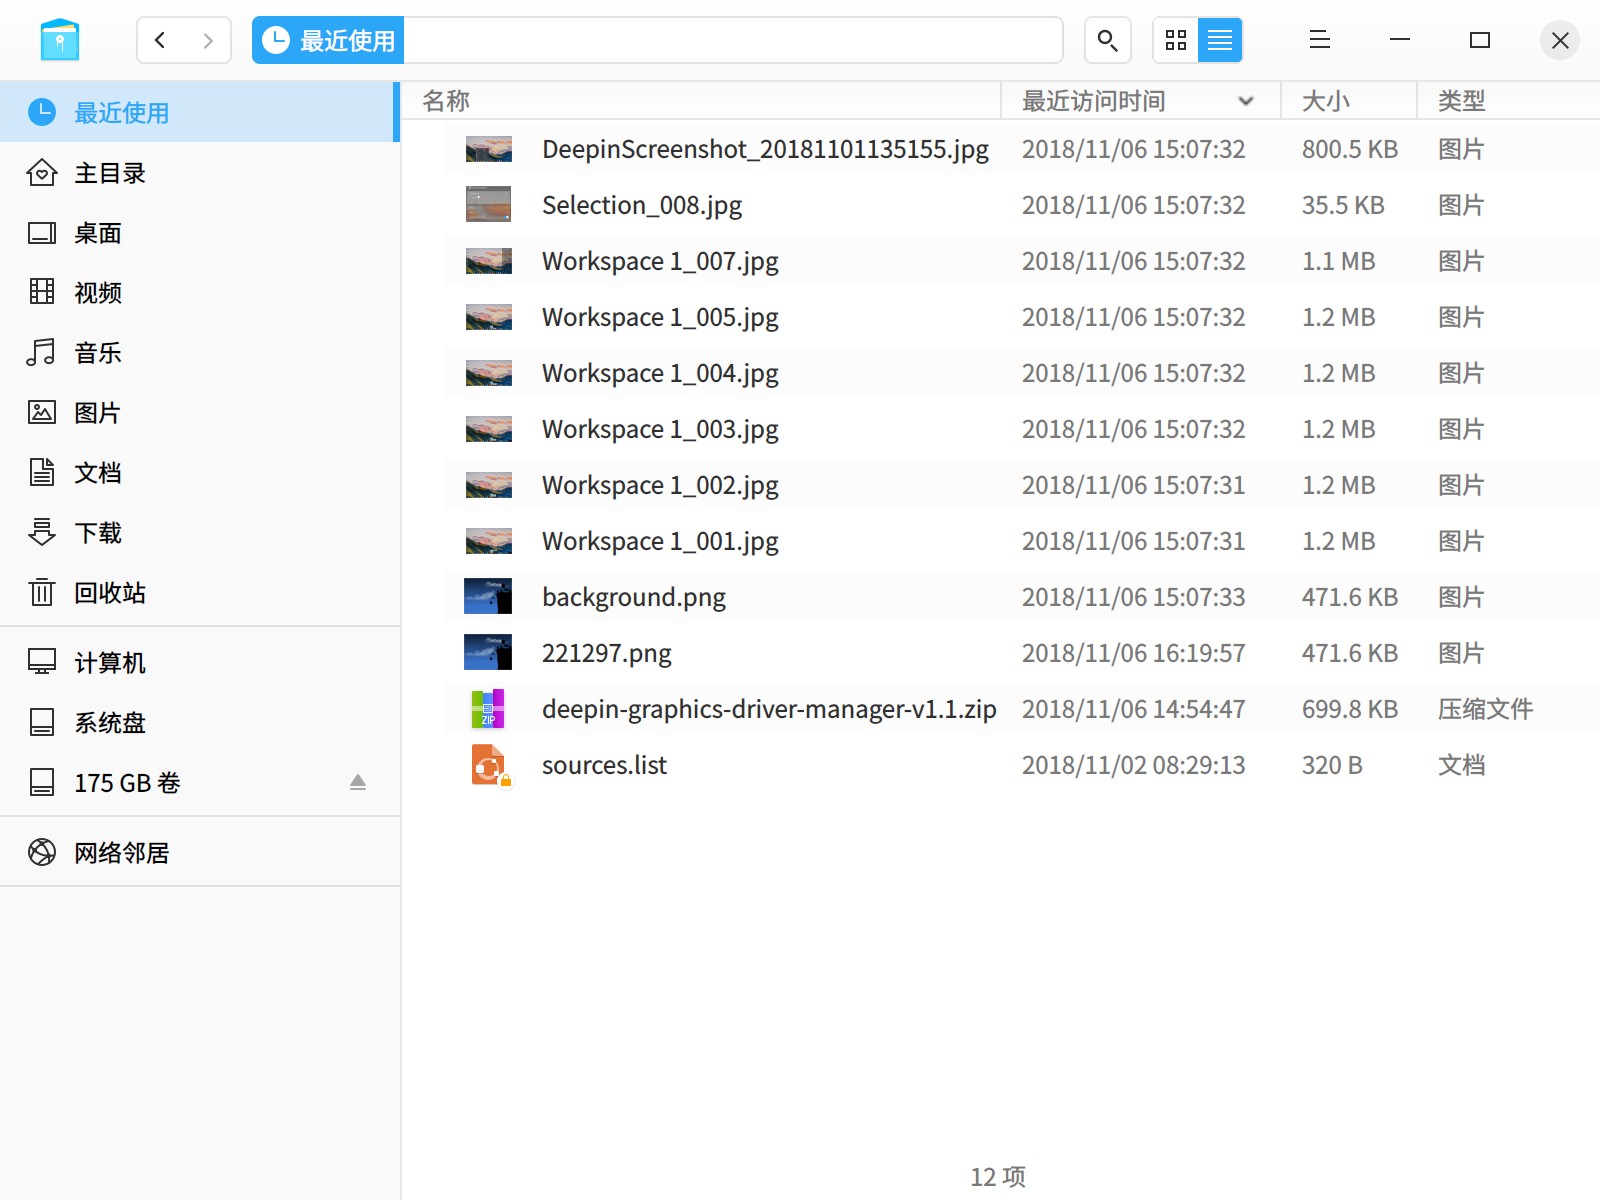 最近使用
名称 最近访问时间 大小 类型
最近使用
主目录
桌面
视频
音乐
图片
文档
下载
回收站
计算机
系统盘
175 GB 卷
网络邻居
DeepinScreenshot_20181101135155.jpg 2018/11/06 15:07:32 800.5 KB 图片
Selection_008.jpg 2018/11/06 15:07:32 35.5 KB 图片
Workspace 1_007.jpg 2018/11/06 15:07:32 1.1 MB 图片
Workspace 1_005.jpg 2018/11/06 15:07:32 1.2 MB 图片
Workspace 1_004.jpg 2018/11/06 15:07:32 1.2 MB 图片
Workspace 1_003.jpg 2018/11/06 15:07:32 1.2 MB 图片
Workspace 1_002.jpg 2018/11/06 15:07:31 1.2 MB 图片
Workspace 1_001.jpg 2018/11/06 15:07:31 1.2 MB 图片
background.png 2018/11/06 15:07:33 471.6 KB 图片
221297.png 2018/11/06 16:19:57 471.6 KB 图片
ZIP deepin-graphics-driver-manager-v1.1.zip 2018/11/06 14:54:47 699.8 KB 压缩文件
sources.list 2018/11/02 08:29:13 320 B 文档
12 项